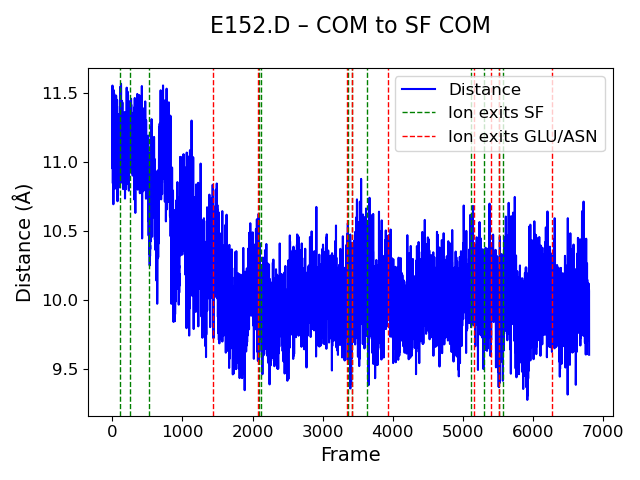 E152.D – COM to SF COM
Distance
Ion exits SF
Ion exits GLU/ASN
11.5
11.0
10.5
10.0
9.5
Distance (Å)
0 1000 2000 3000 4000 5000 6000 7000
Frame